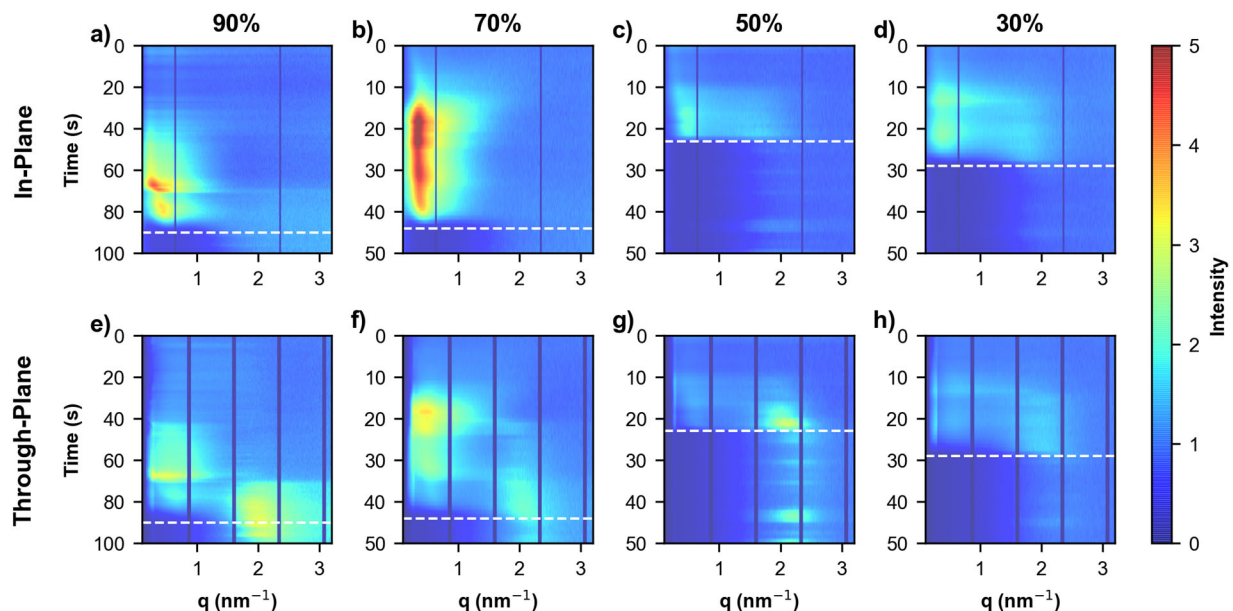 90% 70% 50% 30%
a) b) c) d)
In-Plane
Time (s)
0 20 40 60 80 100
1 2 3
0 10 20 30 40 50
1 2 3
0 10 20 30 40 50
1 2 3
0 10 20 30 40 50
1 2 3
e) f) g) h)
Through-Plane
Time (s)
0 20 40 60 80 100
1 2 3
q (nm⁻¹)
0 10 20 30 40 50
1 2 3
q (nm⁻¹)
0 10 20 30 40 50
1 2 3
q (nm⁻¹)
0 10 20 30 40 50
1 2 3
q (nm⁻¹)
5 4 3 2 1 0
Intensity